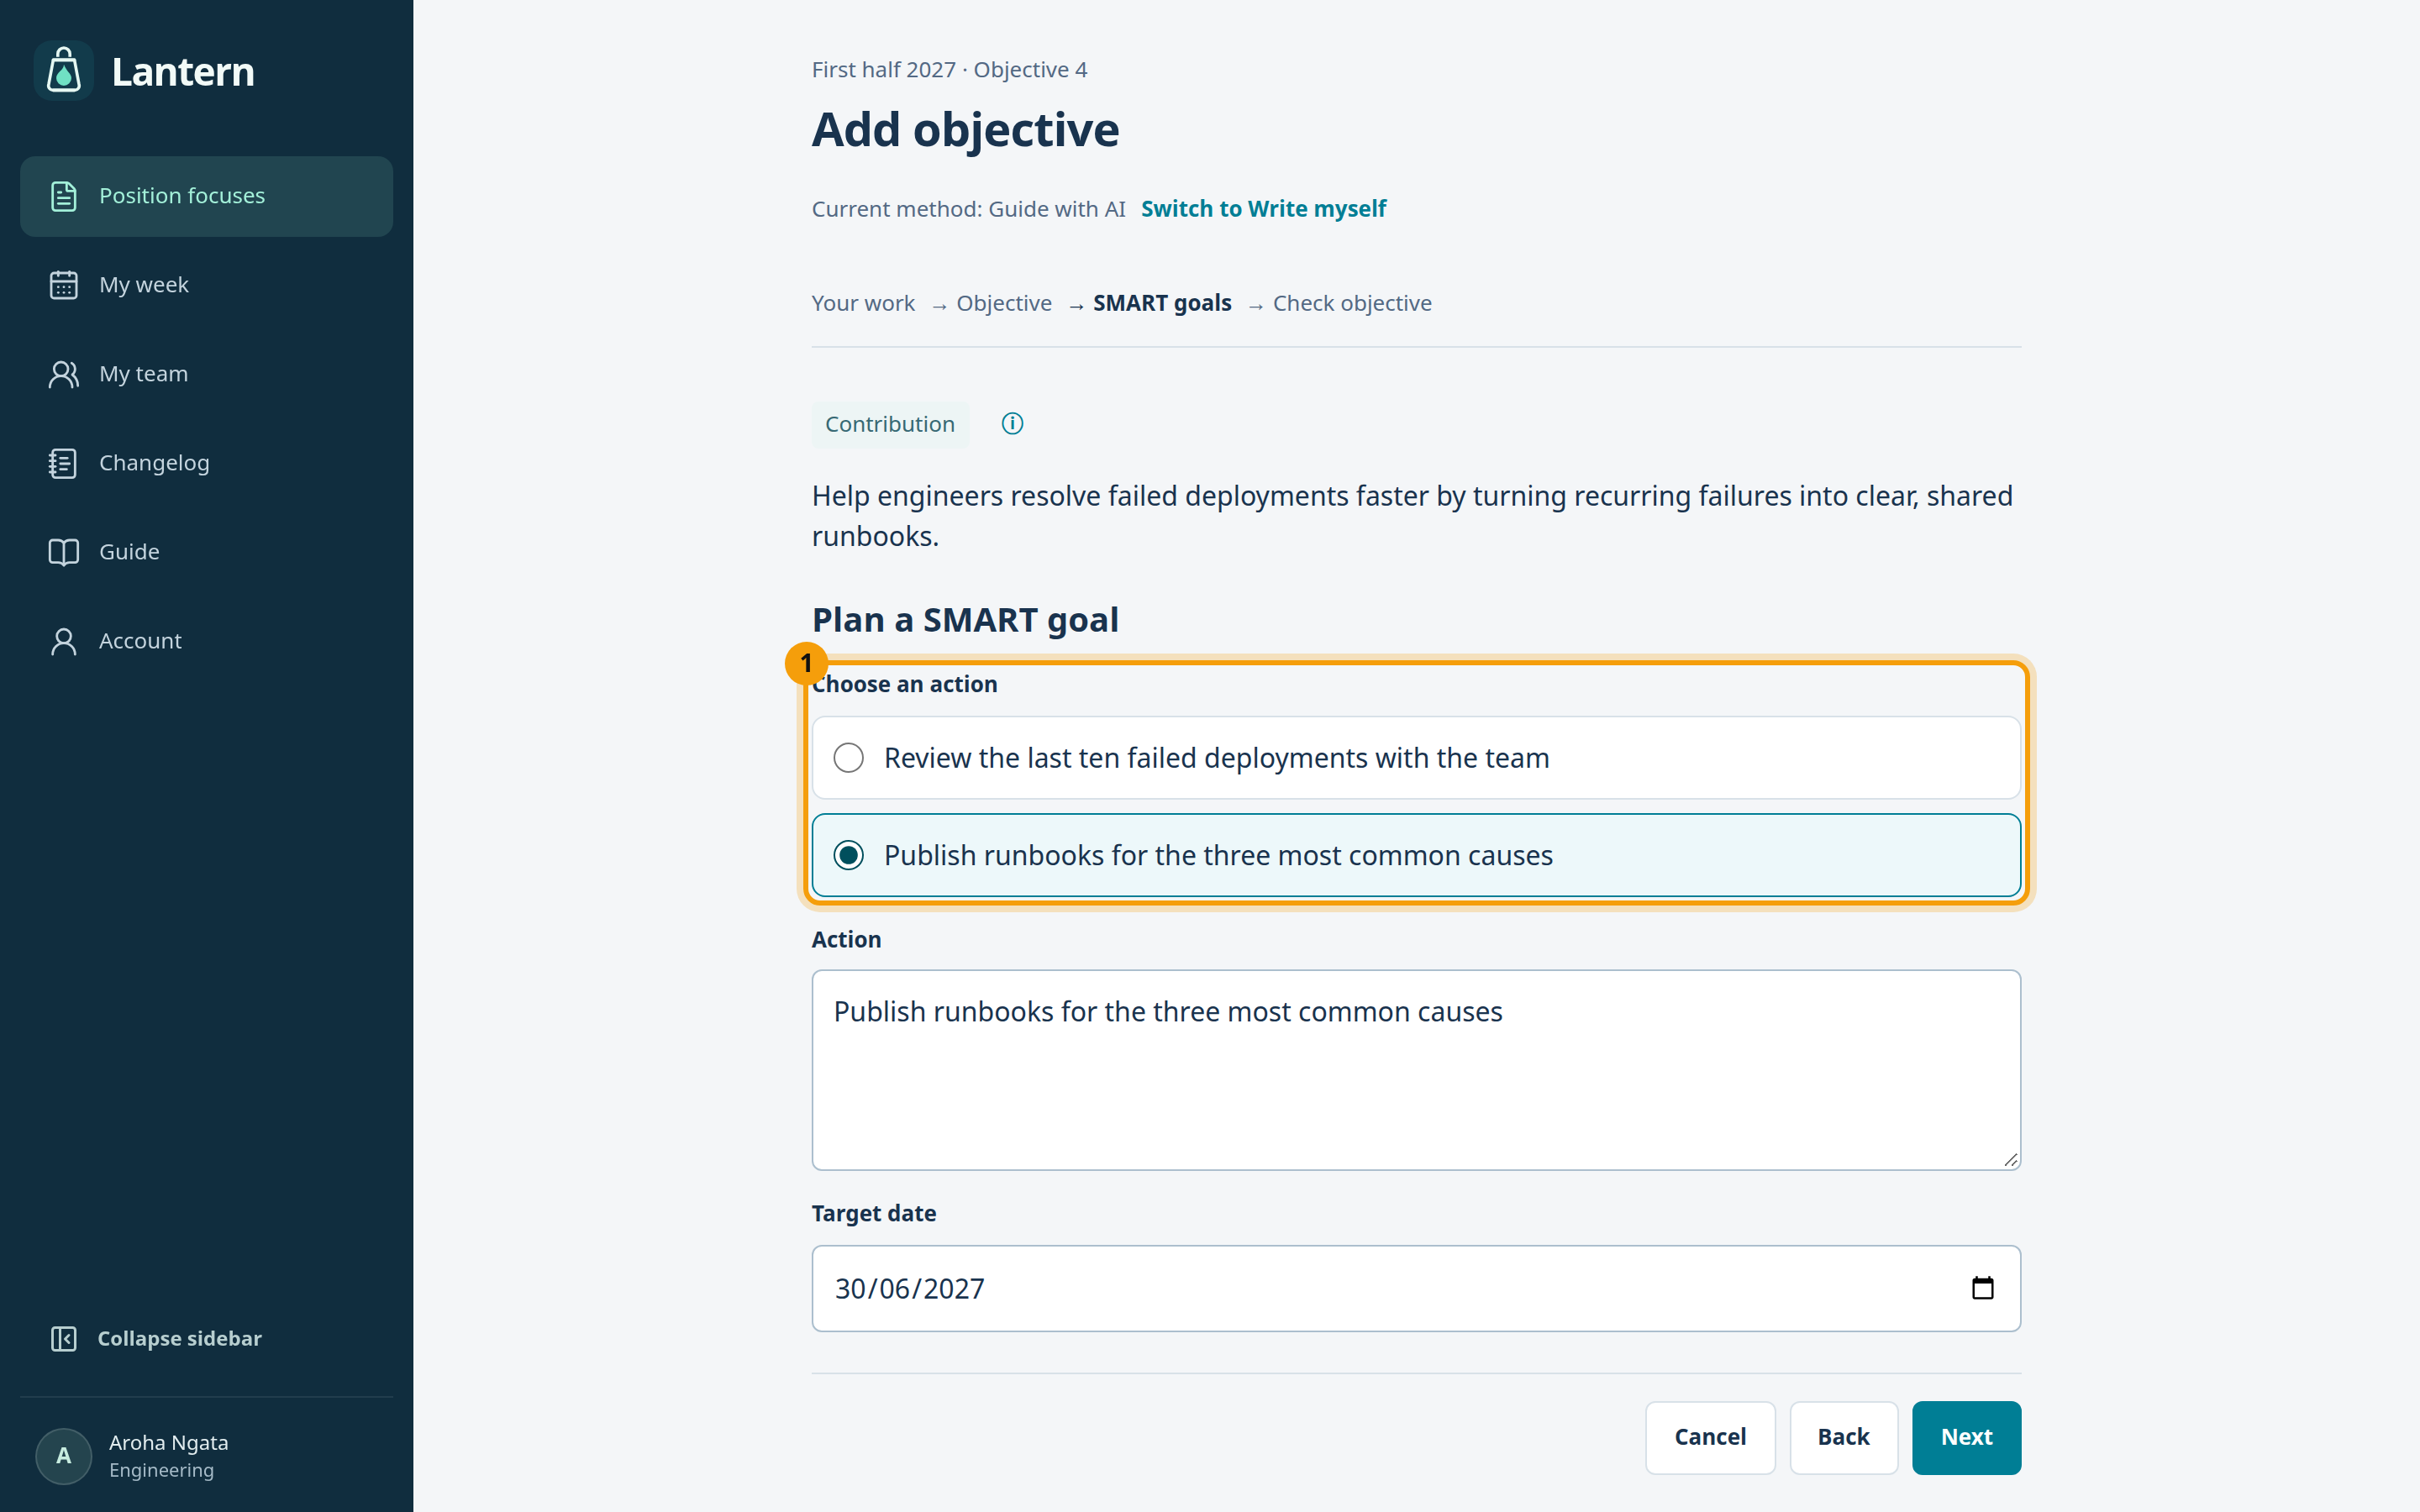 Lantern
Position focuses
My week
My team
Changelog
Guide
Account
Collapse sidebar
A
Aroha Ngata
Engineering
First half 2027 · Objective 4
Add objective
Current method: Guide with AI Switch to Write myself
Your work → Objective → SMART goals → Check objective
Contribution
Help engineers resolve failed deployments faster by turning recurring failures into clear, shared
runbooks.
Plan a SMART goal
1
Choose an action
Review the last ten failed deployments with the team
Publish runbooks for the three most common causes
Action
Publish runbooks for the three most common causes
Target date
30/06/2027
Cancel Back Next